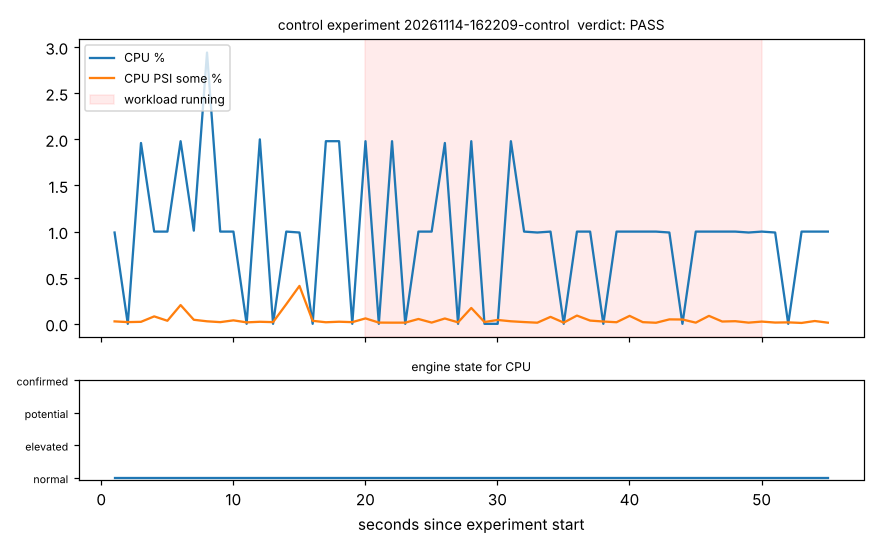 control experiment 20261114-162209-control  verdict: PASS
3.0
2.5
2.0
1.5
1.0
0.5
0.0
CPU %
CPU PSI some %
workload running
engine state for CPU
confirmed
potential
elevated
normal
0 10 20 30 40 50
seconds since experiment start